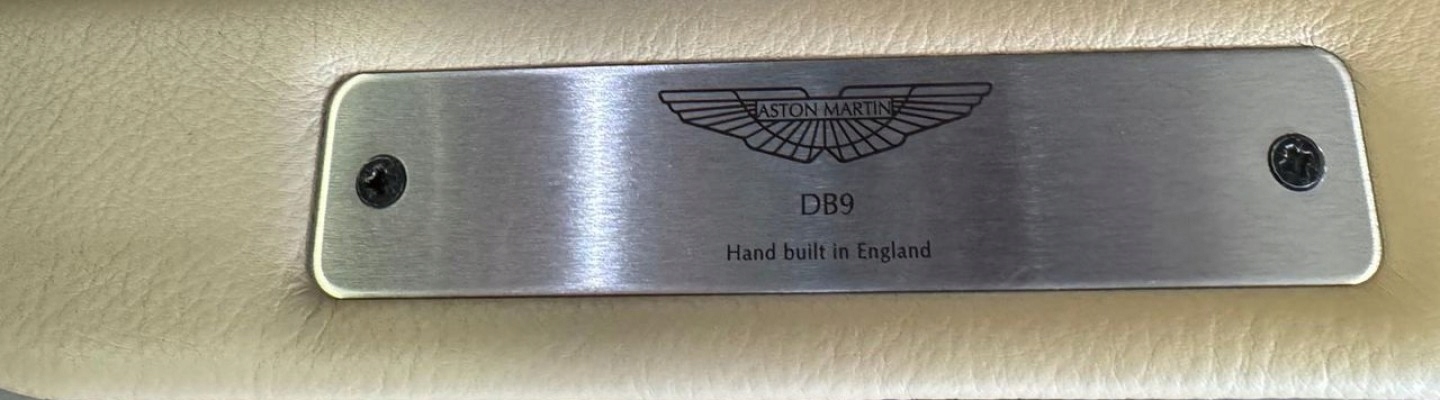 ASTON MARTIN
DB9
Hand built in England